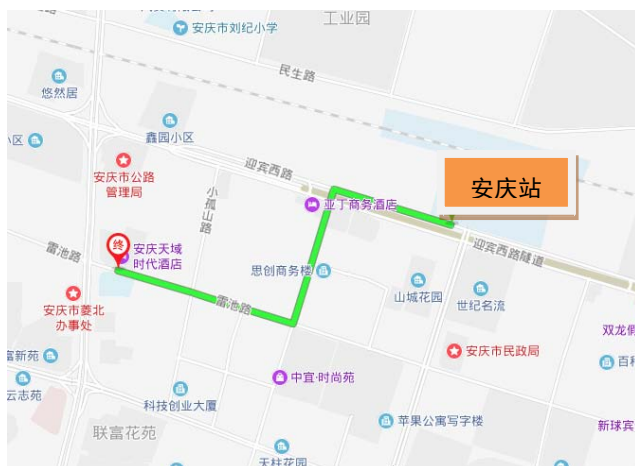 工业园
安庆市刘纪小学
民生路
悠然居
小区
鑫园小区
迎宾西路
安庆市公路
管理局
小孤山路
安庆站
亚丁商务酒店
雷池路
终
安庆天域
时代酒店
迎宾西路隧道
思创商务楼
山城花园
世纪名流
安庆市菱北
办事处
雷池路
双龙
富新苑
安庆市民政局
百
中宜·时尚苑
云志苑
科技创业大厦
苹果公寓写字楼
新球宾
联富花苑
天柱花园